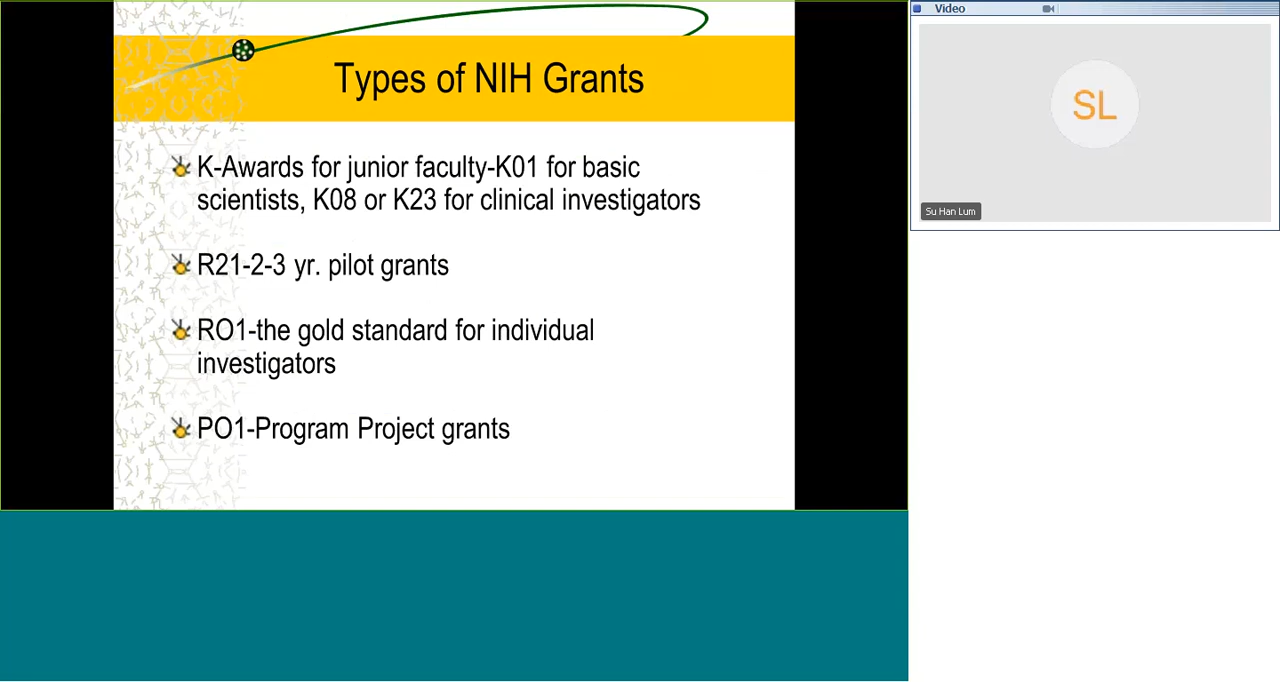 Types of NIH Grants
K-Awards for junior faculty-K01 for basic
scientists, K08 or K23 for clinical investigators
R21-2-3 yr. pilot grants
RO1-the gold standard for individual
investigators
PO1-Program Project grants
Video
SL
Su Han Lum